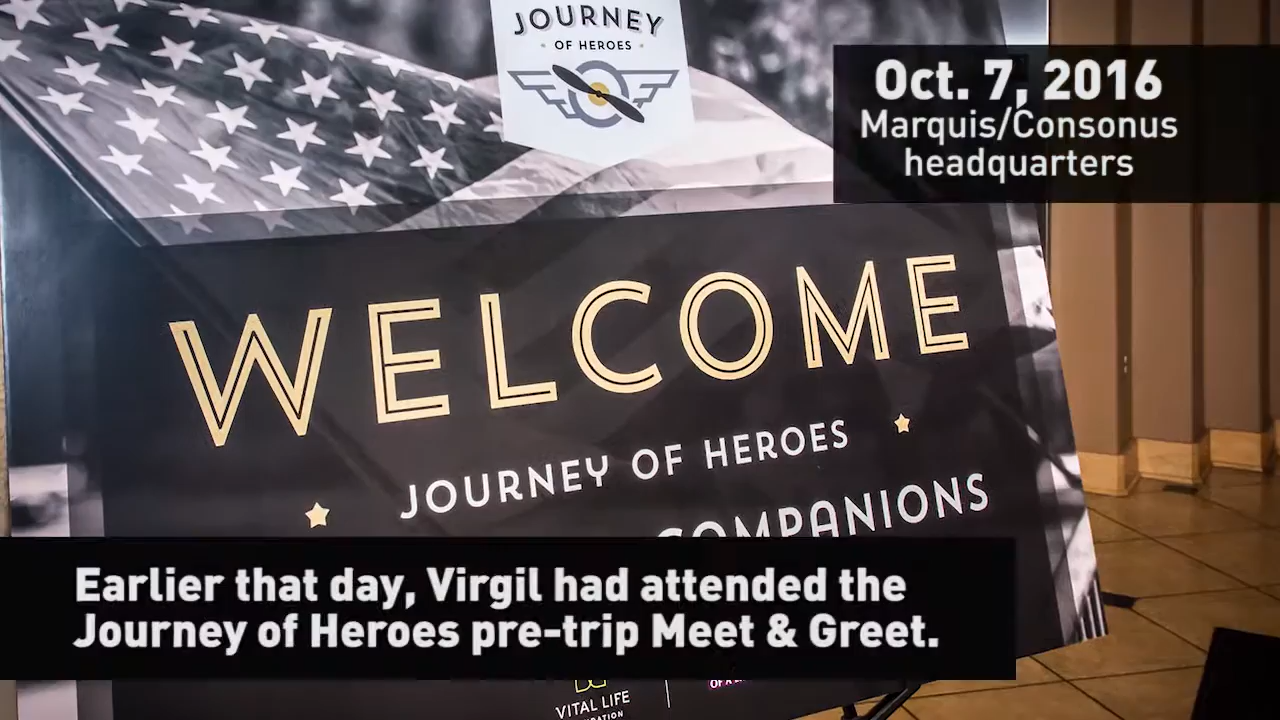 JOURNEY
OF HEROES
Oct. 7, 2016
Marquis/Consonus
headquarters
WELCOME
JOURNEY OF HEROES
COMPANIONS
Earlier that day, Virgil had attended the
Journey of Heroes pre-trip Meet & Greet.
VITAL LIFE